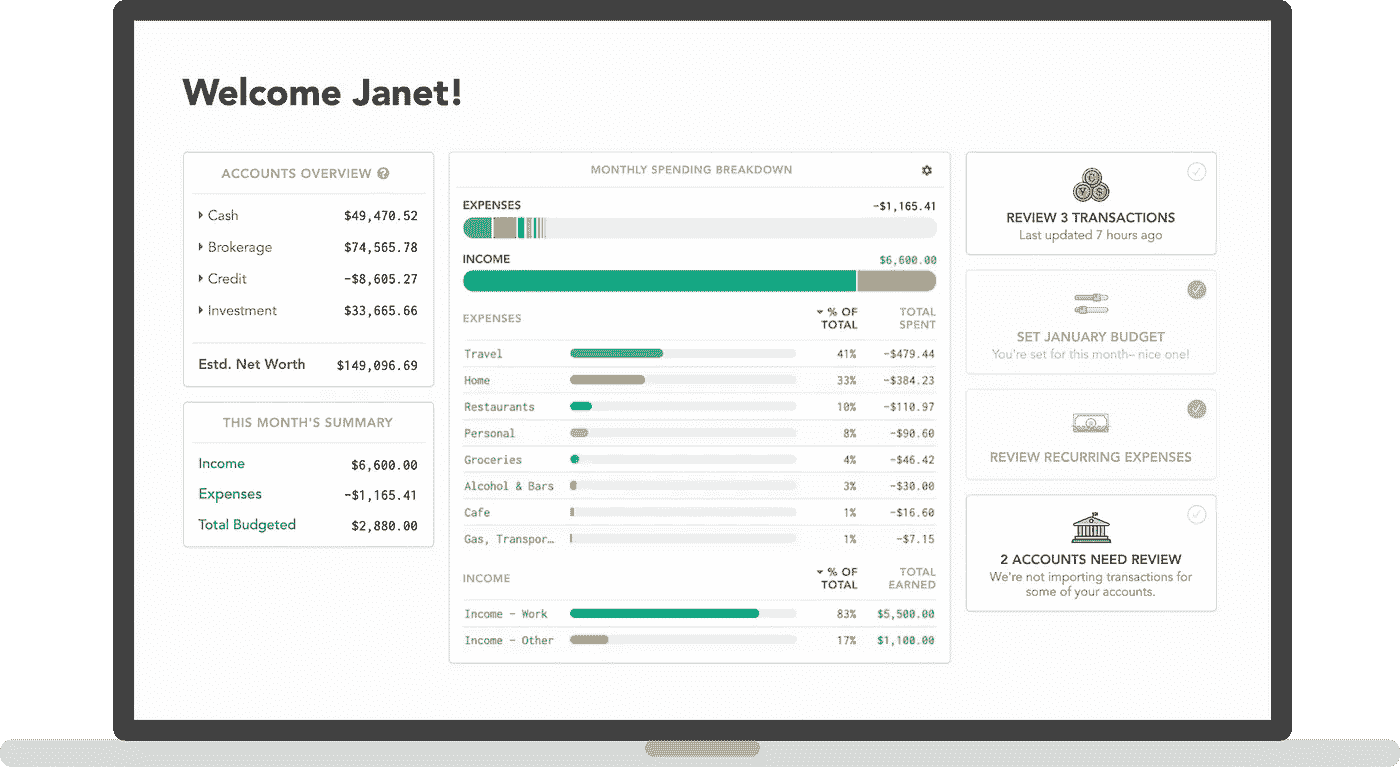 Welcome Janet!
ACCOUNTS OVERVIEW ?
Cash $49,470.52
Brokerage $74,565.78
Credit -$8,605.27
Investment $33,665.66
Estd. Net Worth $149,096.69
THIS MONTH'S SUMMARY
Income $6,600.00
Expenses -$1,165.41
Total Budgeted $2,880.00
MONTHLY SPENDING BREAKDOWN
EXPENSES -$1,165.41
INCOME $6,600.00
EXPENSES % OF TOTAL TOTAL SPENT
Travel 41% -$479.44
Home 33% -$384.23
Restaurants 10% -$110.97
Personal 8% -$90.60
Groceries 4% -$46.42
Alcohol & Bars 3% -$30.00
Cafe 1% -$16.60
Gas, Transpor… 1% -$7.15
INCOME % OF TOTAL TOTAL EARNED
Income - Work 83% $5,500.00
Income - Other 17% $1,100.00
REVIEW 3 TRANSACTIONS
Last updated 7 hours ago
SET JANUARY BUDGET
You're set for this month– nice one!
REVIEW RECURRING EXPENSES
2 ACCOUNTS NEED REVIEW
We're not importing transactions for
some of your accounts.